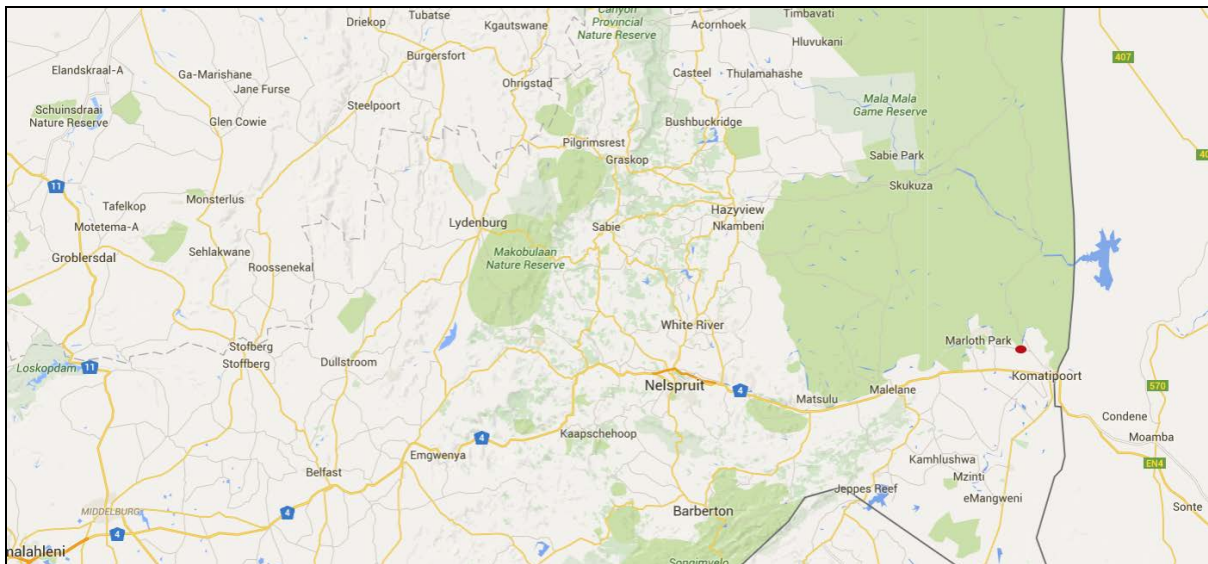 Canyon
Provincial
Nature Reserve
Timbavati
Tubatse
Driekop
Kgautswane
Acornhoek
Hluvukani
Burgersfort
407
Elandskraal-A
Ga-Marishane
Casteel
Thulamahashe
Ohrigstad
Jane Furse
Steelpoort
Mala Mala
Game Reserve
Schuinsdraai
Nature Reserve
Glen Cowie
Bushbuckridge
Pilgrimsrest
Graskop
Sabie Park
40
11
Skukuza
Monsterlus
Tafelkop
Hazyview
Lydenburg
Sabie
Nkambeni
Motetema-A
Sehlakwane
Makobulaan
Nature Reserve
Groblersdal
Roossenekal
White River
Marloth Park
Stofberg
Stoffberg
Dullstroom
Loskopdam
11
Komatipoort
Nelspruit
4
Malelane
570
Matsulu
Condene
Moamba
Kaapschehoop
4
Emgwenya
Kamhlushwa
EN4
Belfast
Mzinti
Jeppes Reef
eMangweni
Sonte
MIDDELBURG
4
Barberton
4
malahleni
Songimvelo